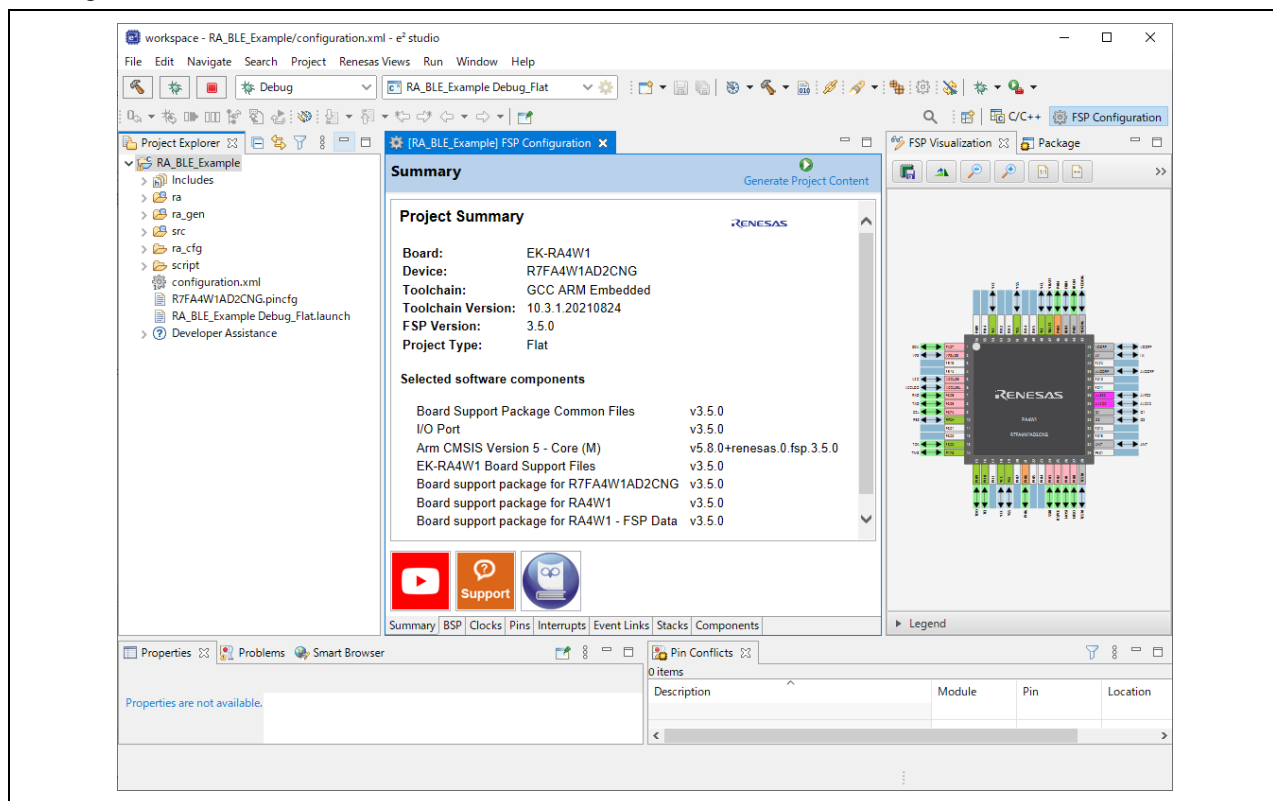 workspace - RA_BLE_Example/configuration.xml - e² studio
File Edit Navigate Search Project Renesas Views Run Window Help
Debug
RA_BLE_Example Debug_Flat
C/C++
FSP Configuration
Project Explorer
RA_BLE_Example
Includes
ra
ra_gen
src
ra_cfg
script
configuration.xml
R7FA4W1AD2CNG.pincfg
RA_BLE_Example Debug_Flat.launch
Developer Assistance
[RA_BLE_Example] FSP Configuration
Summary
Generate Project Content
Project Summary
RENESAS
Board: EK-RA4W1
Device: R7FA4W1AD2CNG
Toolchain: GCC ARM Embedded
Toolchain Version: 10.3.1.20210824
FSP Version: 3.5.0
Project Type: Flat
Selected software components
Board Support Package Common Files v3.5.0
I/O Port v3.5.0
Arm CMSIS Version 5 - Core (M) v5.8.0+renesas.0.fsp.3.5.0
EK-RA4W1 Board Support Files v3.5.0
Board support package for R7FA4W1AD2CNG v3.5.0
Board support package for RA4W1 v3.5.0
Board support package for RA4W1 - FSP Data v3.5.0
Support
Summary BSP Clocks Pins Interrupts Event Links Stacks Components
FSP Visualization
Package
RENESAS
RA4W1
R7FA4W1AD2CNG
Legend
Properties
Problems
Smart Browser
Properties are not available.
Pin Conflicts
0 items
Description Module Pin Location